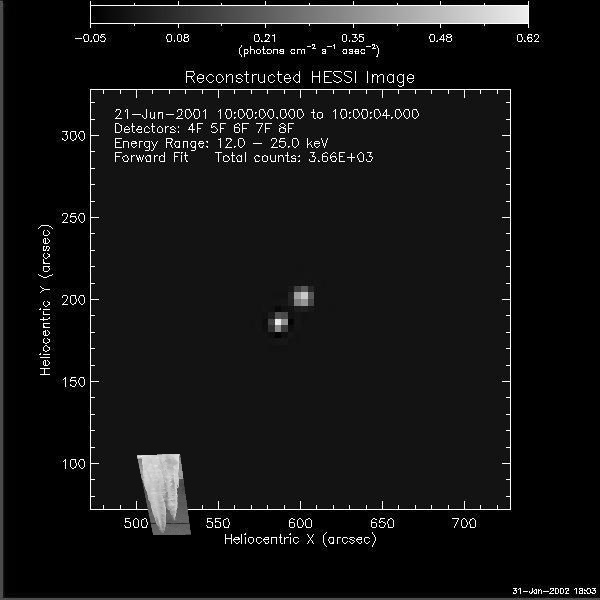 -0.05 0.08 0.21 0.35 0.48 0.62
(photons cm⁻² s⁻¹ asec⁻²)
Reconstructed HESSI Image
21-Jun-2001 10:00:00.000 to 10:00:04.000
Detectors: 4F 5F 6F 7F 8F
Energy Range: 12.0 - 25.0 keV
Forward Fit Total counts: 3.66E+03
300
250
200
150
100
Heliocentric Y (arcsec)
500 550 600 650 700
Heliocentric X (arcsec)
31-Jan-2002 18:03